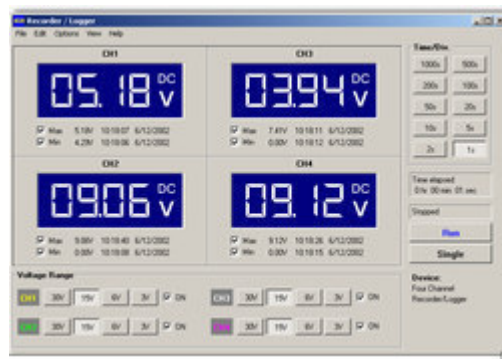 Recorder / Logger
File Edit Options View Help
CH1
05.18 DC V
Max 5.18V 10:18:07 6/12/2002
Min 4.29V 10:18:06 6/12/2002
CH3
03.94 DC V
Max 7.41V 10:18:11 6/12/2002
Min 0.00V 10:18:12 6/12/2002
CH2
09.06 DC V
Max 9.06V 10:18:40 6/12/2002
Min 0.00V 10:18:08 6/12/2002
CH4
09.12 DC V
Max 9.12V 10:18:26 6/12/2002
Min 0.00V 10:18:15 6/12/2002
Time/Div.
1000s 500s
200s 100s
50s 20s
10s 5s
2s 1s
Time elapsed
0 hr 00 min 01 sec
Stopped
Run
Single
Voltage Range
CH1 30V 15V 6V 3V ON
CH3 30V 15V 6V 3V ON
CH2 30V 15V 6V 3V ON
CH4 30V 15V 6V 3V ON
Device:
Four Channel
Recorder/Logger